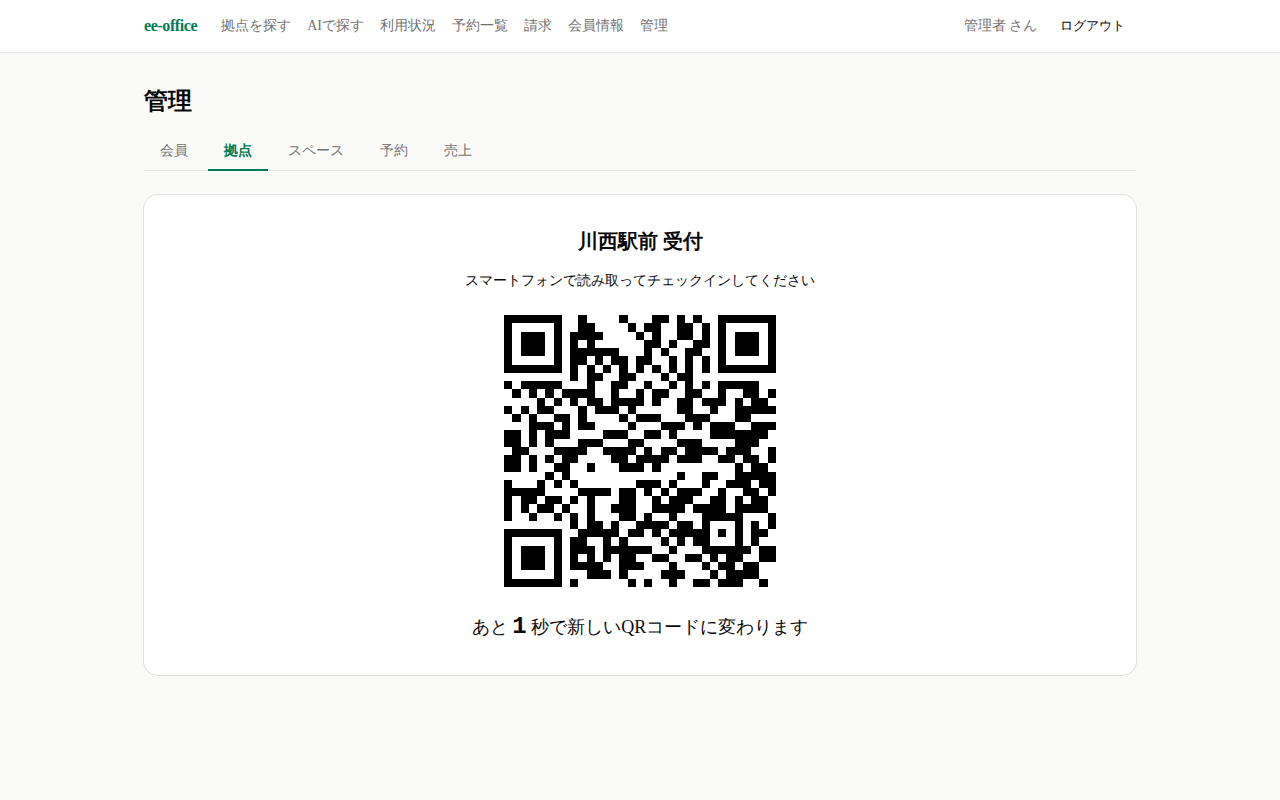 ee-office 拠点を探す AIで探す 利用状況 予約一覧 請求 会員情報 管理 管理者 さん ログアウト
管理
会員 拠点 スペース 予約 売上
川西駅前 受付
スマートフォンで読み取ってチェックインしてください
あと 1 秒で新しいQRコードに変わります